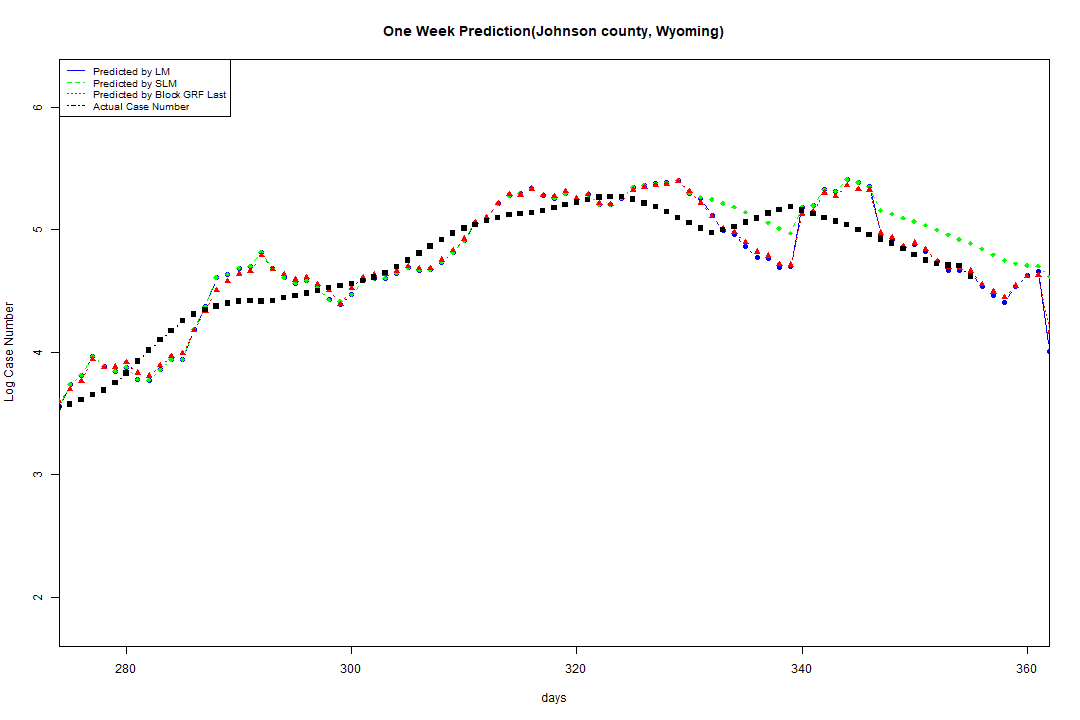 One Week Prediction(Johnson county, Wyoming)
Predicted by LM
Predicted by SLM
Predicted by Block GRF Last
Actual Case Number
6
5
4
3
2
Log Case Number
280 300 320 340 360
days